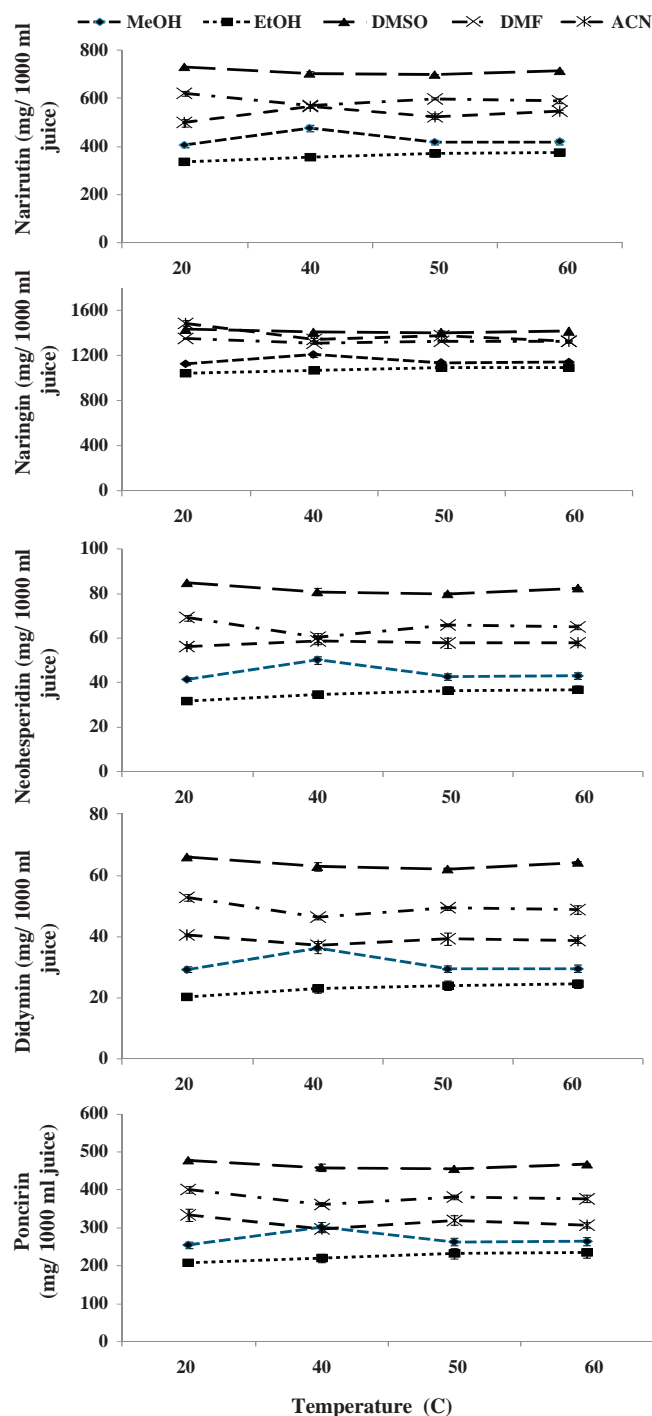 MeOH EtOH DMSO DMF ACN
Narirutin (mg/ 1000 ml
juice)
800
600
400
200
0
20 40 50 60
Naringin (mg/ 1000 ml
juice)
1600
1200
800
400
0
20 40 50 60
Neohesperidin (mg/ 1000 ml
juice)
100
80
60
40
20
0
20 40 50 60
Didymin (mg/ 1000 ml
juice)
80
60
40
20
0
20 40 50 60
Poncirin
(mg/ 1000 ml juice)
600
500
400
300
200
100
0
20 40 50 60
Temperature (C)